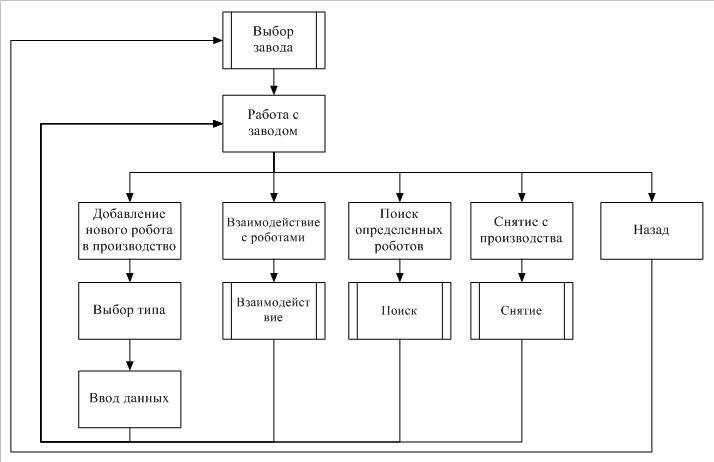 Выбор
завода
Работа с
заводом
Добавление
нового робота
в производство
Взаимодействие
с роботами
Поиск
определенных
роботов
Снятие с
производства
Назад
Выбор типа
Взаимодейст
вие
Поиск
Снятие
Ввод данных